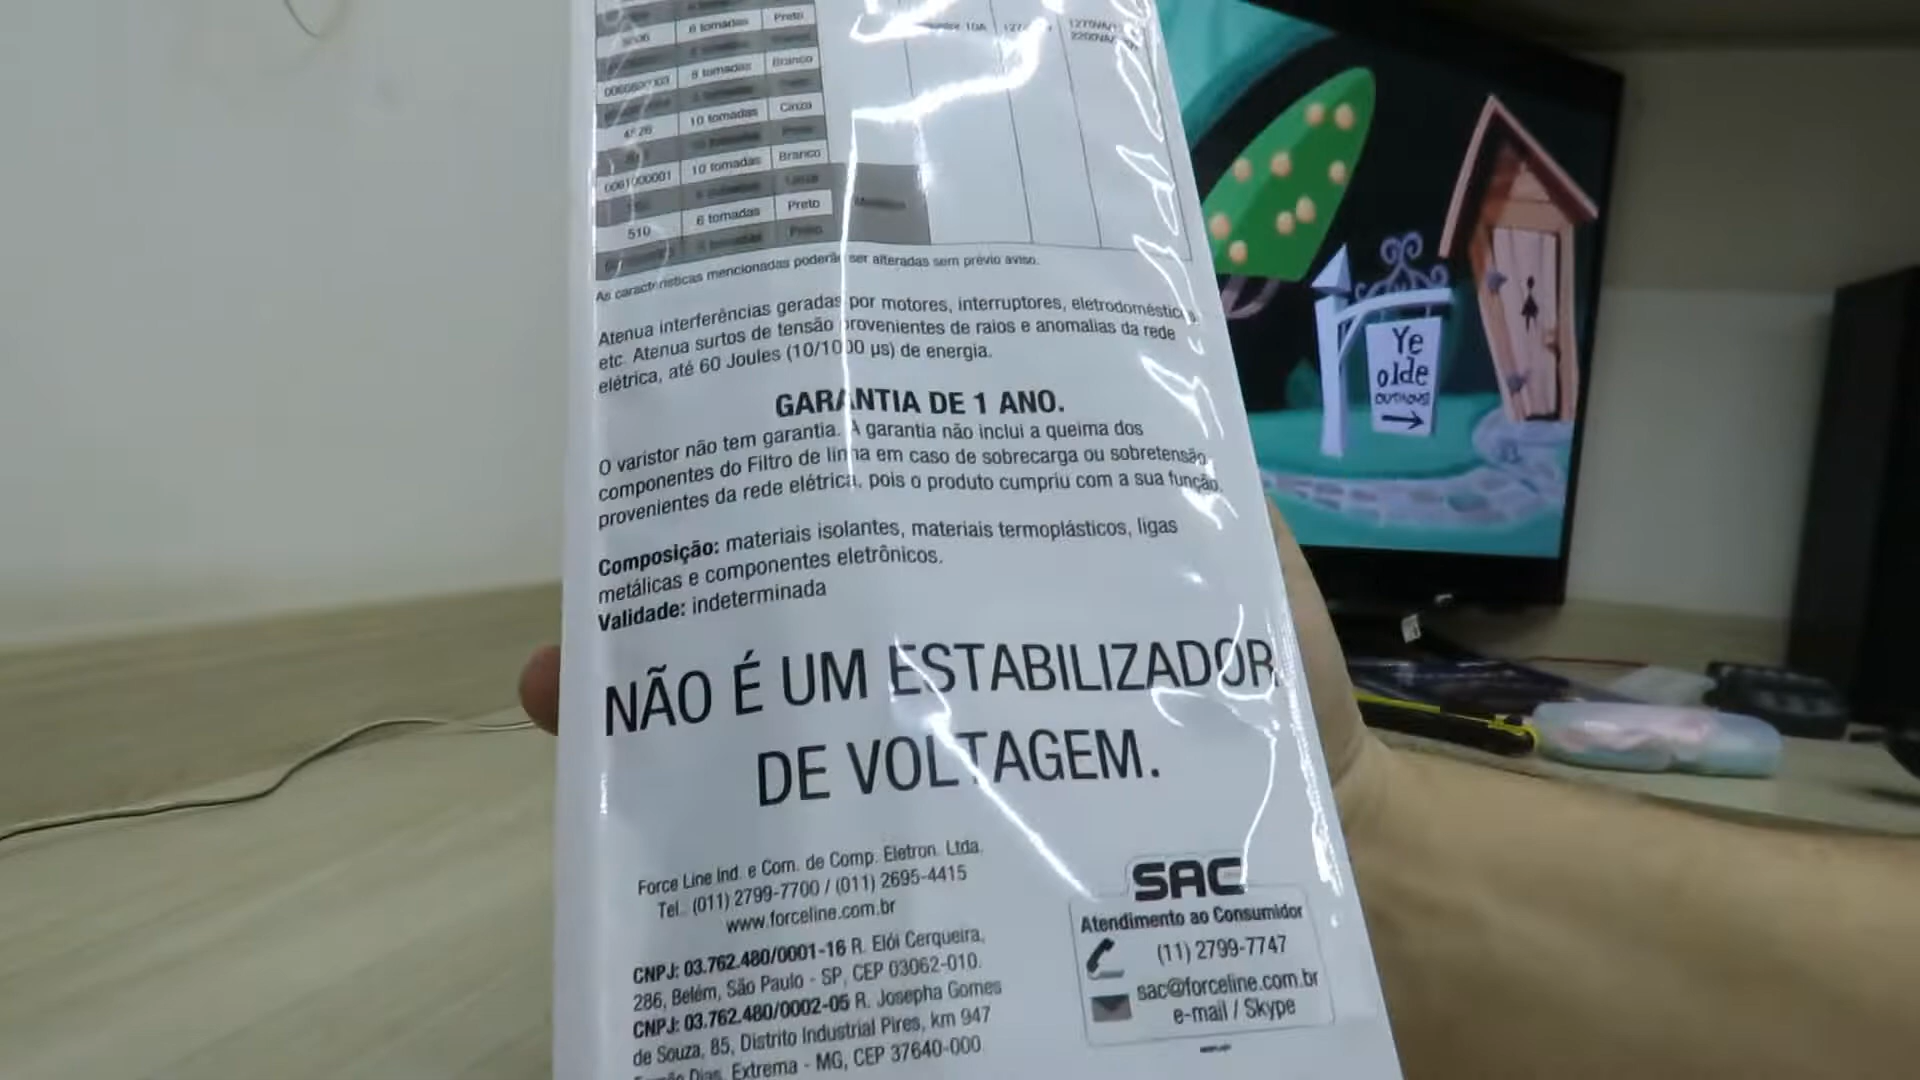 6 tomadas Preto
8 tomadas Branco
10 tomadas Cinza
0061000001 10 tomadas Branco
510 6 tomadas Preto
As características mencionadas poderão ser alteradas sem prévio aviso.
Atenua interferências geradas por motores, interruptores, eletrodomésticos,
etc. Atenua surtos de tensão provenientes de raios e anomalias da rede
elétrica, até 60 Joules (10/1000 µs) de energia.
GARANTIA DE 1 ANO.
O varistor não tem garantia. A garantia não inclui a queima dos
componentes do Filtro de linha em caso de sobrecarga ou sobretensão
provenientes da rede elétrica, pois o produto cumpriu com a sua função.
Composição: materiais isolantes, materiais termoplásticos, ligas
metálicas e componentes eletrônicos.
Validade: indeterminada
NÃO É UM ESTABILIZADOR
DE VOLTAGEM.
Force Line Ind. e Com. de Comp. Eletron. Ltda.
Tel.: (011) 2799-7700 / (011) 2695-4415
www.forceline.com.br
CNPJ: 03.762.480/0001-16 R. Elói Cerqueira,
286, Belém, São Paulo - SP, CEP 03062-010.
CNPJ: 03.762.480/0002-05 R. Josepha Gomes
de Souza, 85, Distrito Industrial Pires, km 947
Dias, Extrema - MG, CEP 37640-000
SAC
Atendimento ao Consumidor
(11) 2799-7747
sac@forceline.com.br
e-mail / Skype
Ye
olde
OUTHOUSE